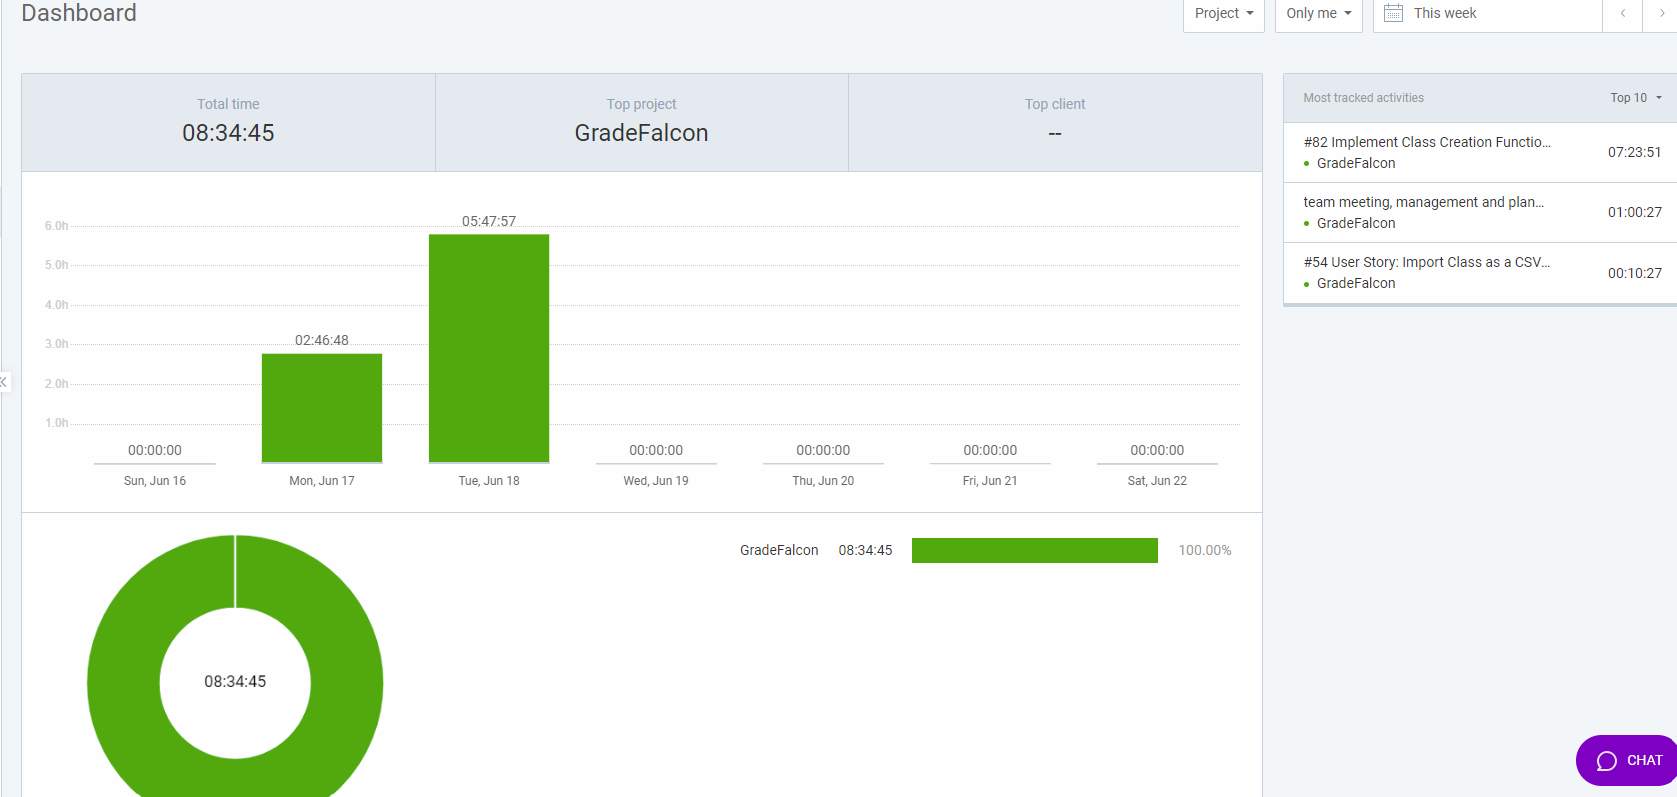 Dashboard
Project
Only me
This week
Total time
08:34:45
Top project
GradeFalcon
Top client
--
6.0h
5.0h
4.0h
3.0h
2.0h
1.0h
05:47:57
02:46:48
00:00:00
00:00:00
00:00:00
00:00:00
00:00:00
Sun, Jun 16
Mon, Jun 17
Tue, Jun 18
Wed, Jun 19
Thu, Jun 20
Fri, Jun 21
Sat, Jun 22
08:34:45
GradeFalcon 08:34:45 100.00%
Most tracked activities Top 10
#82 Implement Class Creation Functio...
GradeFalcon
07:23:51
team meeting, management and plan...
GradeFalcon
01:00:27
#54 User Story: Import Class as a CSV...
GradeFalcon
00:10:27
CHAT